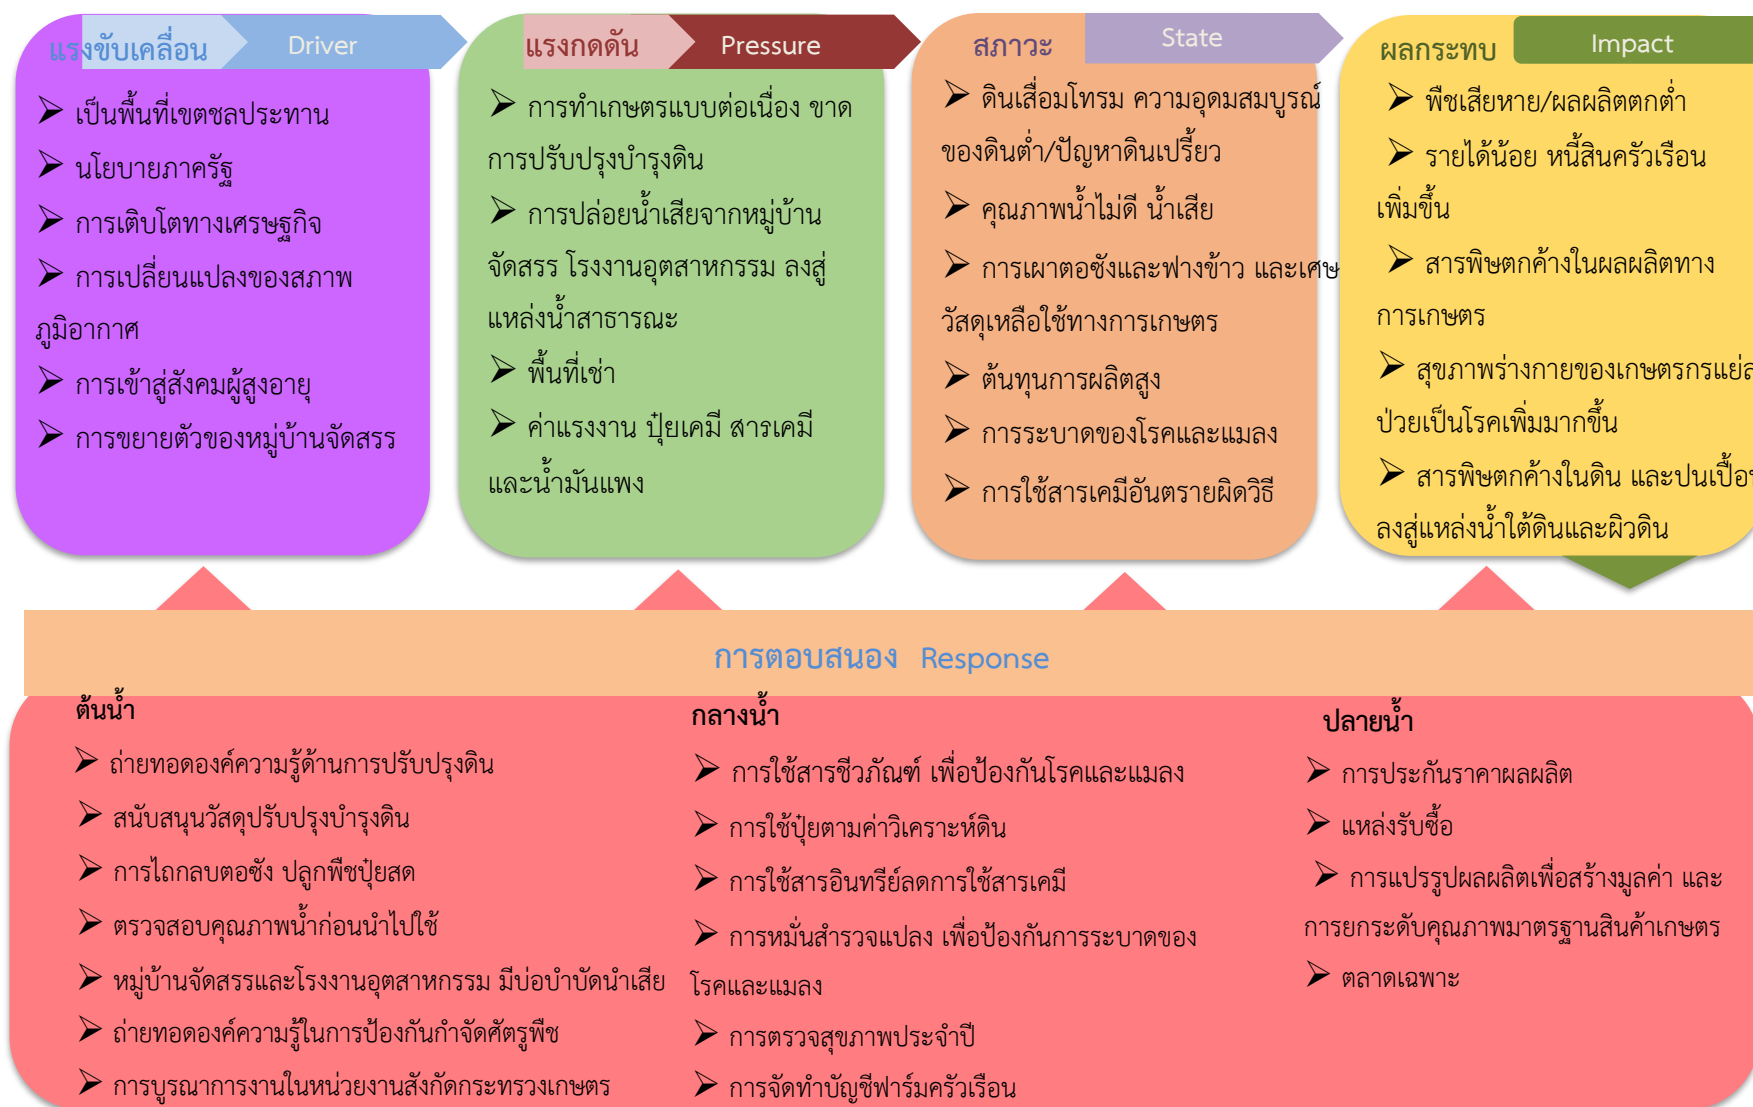 แรงขับเคลื่อน Driver
เป็นพื้นที่เขตชลประทาน
นโยบายภาครัฐ
การเติบโตทางเศรษฐกิจ
การเปลี่ยนแปลงของสภาพ
ภูมิอากาศ
การเข้าสู่สังคมผู้สูงอายุ
การขยายตัวของหมู่บ้านจัดสรร
แรงกดดัน Pressure
การทำเกษตรแบบต่อเนื่อง ขาด
การปรับปรุงบำรุงดิน
การปล่อยน้ำเสียจากหมู่บ้าน
จัดสรร โรงงานอุตสาหกรรม ลงสู่
แหล่งน้ำสาธารณะ
พื้นที่เช่า
ค่าแรงงาน ปุ๋ยเคมี สารเคมี
และน้ำมันแพง
สภาวะ State
ดินเสื่อมโทรม ความอุดมสมบูรณ์
ของดินต่ำ/ปัญหาดินเปรี้ยว
คุณภาพน้ำไม่ดี น้ำเสีย
การเผาตอซังและฟางข้าว และเศษ
วัสดุเหลือใช้ทางการเกษตร
ต้นทุนการผลิตสูง
การระบาดของโรคและแมลง
การใช้สารเคมีอันตรายผิดวิธี
ผลกระทบ Impact
พืชเสียหาย/ผลผลิตตกต่ำ
รายได้น้อย หนี้สินครัวเรือน
เพิ่มขึ้น
สารพิษตกค้างในผลผลิตทาง
การเกษตร
สุขภาพร่างกายของเกษตรกรแย่ล
ป่วยเป็นโรคเพิ่มมากขึ้น
สารพิษตกค้างในดิน และปนเปื้อน
ลงสู่แหล่งน้ำใต้ดินและผิวดิน
การตอบสนอง Response
ต้นน้ำ
ถ่ายทอดองค์ความรู้ด้านการปรับปรุงดิน
สนับสนุนวัสดุปรับปรุงบำรุงดิน
การไถกลบตอซัง ปลูกพืชปุ๋ยสด
ตรวจสอบคุณภาพน้ำก่อนนำไปใช้
หมู่บ้านจัดสรรและโรงงานอุตสาหกรรม มีบ่อบำบัดนำเสีย
ถ่ายทอดองค์ความรู้ในการป้องกันกำจัดศัตรูพืช
การบูรณาการงานในหน่วยงานสังกัดกระทรวงเกษตร
กลางน้ำ
การใช้สารชีวภัณฑ์ เพื่อป้องกันโรคและแมลง
การใช้ปุ๋ยตามค่าวิเคราะห์ดิน
การใช้สารอินทรีย์ลดการใช้สารเคมี
การหมั่นสำรวจแปลง เพื่อป้องกันการระบาดของ
โรคและแมลง
การตรวจสุขภาพประจำปี
การจัดทำบัญชีฟาร์มครัวเรือน
ปลายน้ำ
การประกันราคาผลผลิต
แหล่งรับซื้อ
การแปรรูปผลผลิตเพื่อสร้างมูลค่า และ
การยกระดับคุณภาพมาตรฐานสินค้าเกษตร
ตลาดเฉพาะ